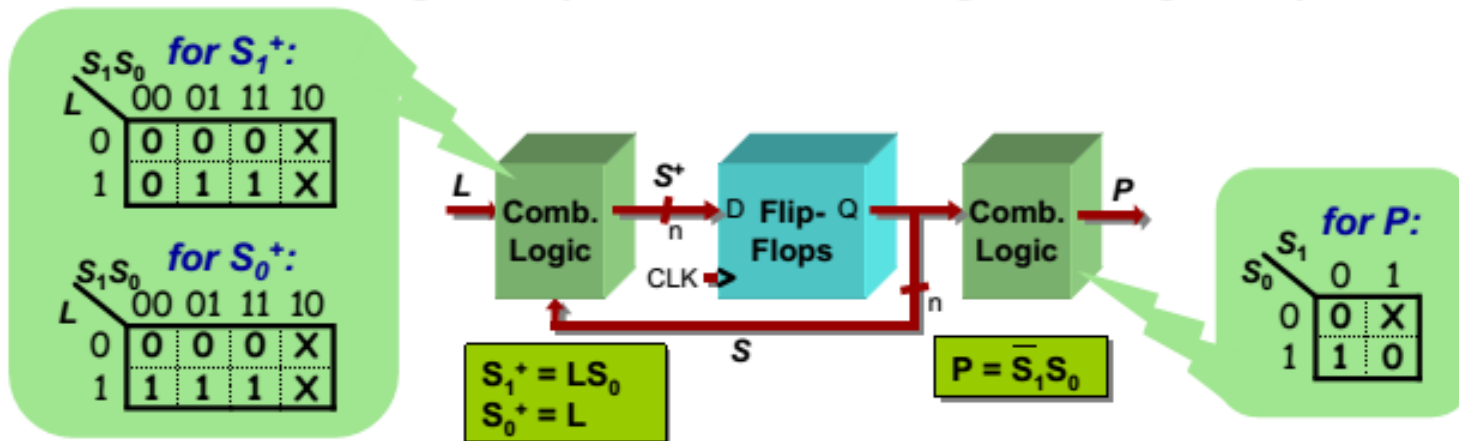 for S₁⁺:
S₁S₀
L
00 01 11 10
0 0 0 0 X
1 0 1 1 X
for S₀⁺:
S₁S₀
L
00 01 11 10
0 0 0 0 X
1 1 1 1 X
L
Comb.
Logic
S⁺
n
D Flip- Q
Flops
CLK
n
S
Comb.
Logic
P
S₁⁺ = LS₀
S₀⁺ = L
P = S̅₁S₀
for P:
S₁
S₀
0 1
0 0 X
1 1 0